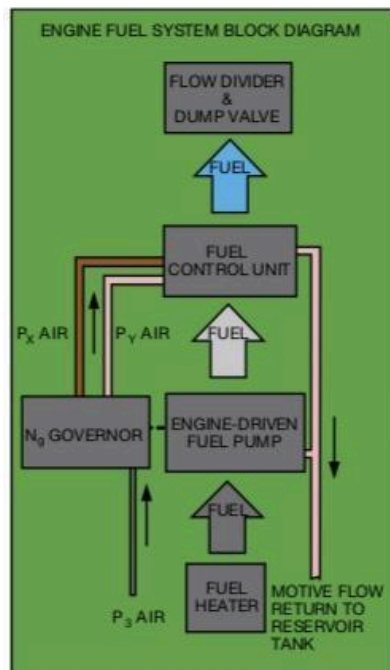 ENGINE FUEL SYSTEM BLOCK DIAGRAM
FLOW DIVIDER
&
DUMP VALVE
FUEL
FUEL
CONTROL UNIT
PX AIR
PY AIR
FUEL
Ng GOVERNOR
ENGINE-DRIVEN
FUEL PUMP
FUEL
FUEL
HEATER
P3 AIR
MOTIVE FLOW
RETURN TO
RESERVOIR
TANK